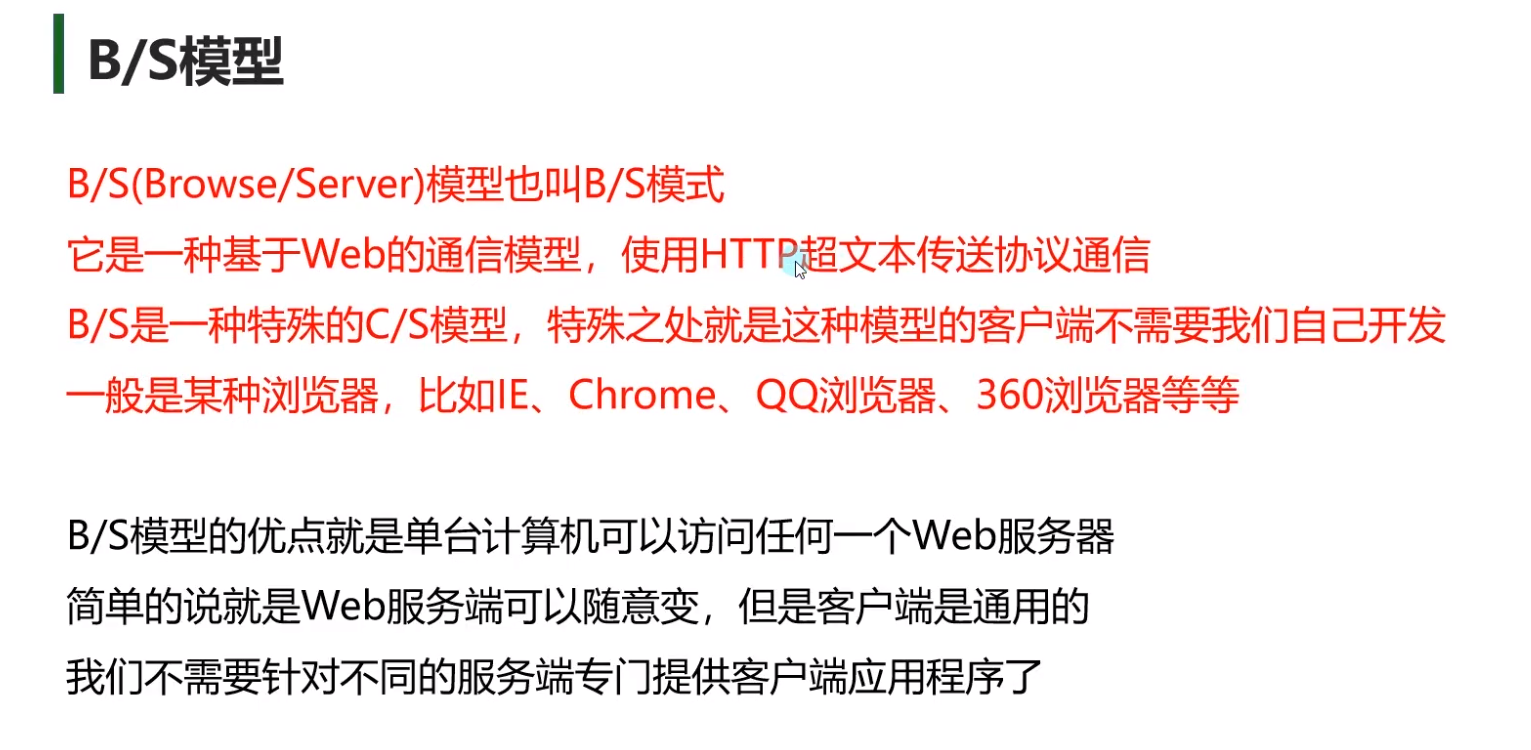 B/S模型
B/S(Browse/Server)模型也叫B/S模式
它是一种基于Web的通信模型，使用HTTP超文本传送协议通信
B/S是一种特殊的C/S模型，特殊之处就是这种模型的客户端不需要我们自己开发
一般是某种浏览器，比如IE、Chrome、QQ浏览器、360浏览器等等
B/S模型的优点就是单台计算机可以访问任何一个Web服务器
简单的说就是Web服务端可以随意变，但是客户端是通用的
我们不需要针对不同的服务端专门提供客户端应用程序了